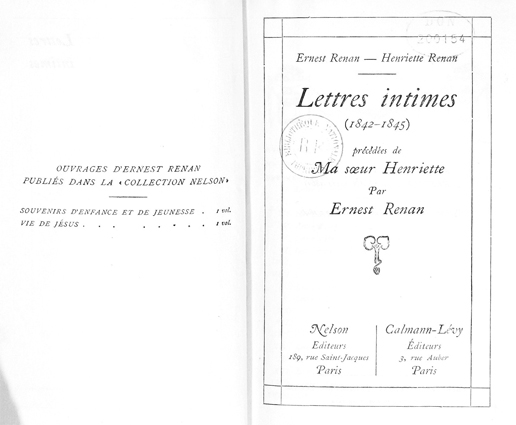 OUVRAGES D'ERNEST RENAN
PUBLIÉS DANS LA «COLLECTION NELSON»
SOUVENIRS D'ENFANCE ET DE JEUNESSE . 1 vol.
VIE DE JÉSUS . . . . . . 1 vol.
DON
Ernest Renan — Henriette Renan
Lettres intimes
(1842-1845)
précédées de
Ma sœur Henriette
Par
Ernest Renan
Nelson
Éditeurs
189, rue Saint-Jacques
Paris
Calmann-Lévy
Éditeurs
3, rue Auber
Paris